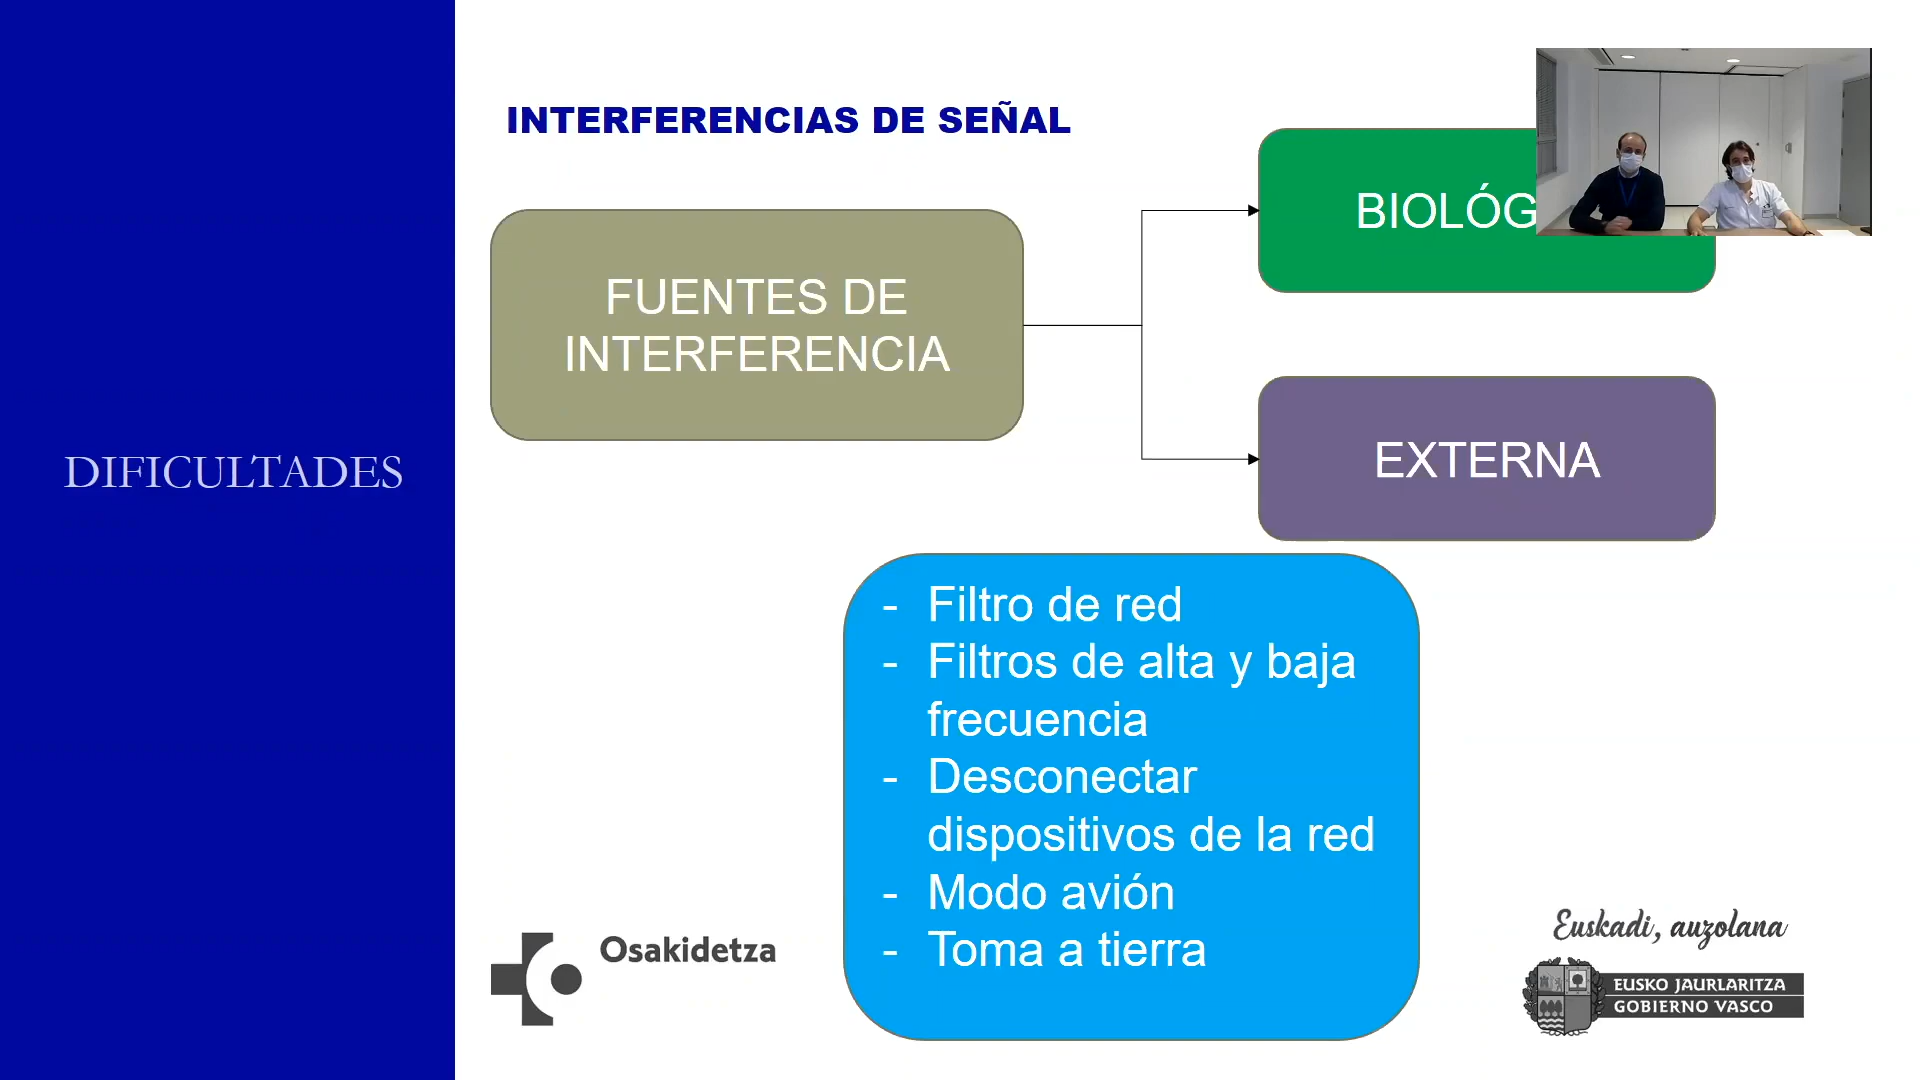 INTERFERENCIAS DE SEÑAL
FUENTES DE
INTERFERENCIA
BIOLÓG
EXTERNA
DIFICULTADES
- Filtro de red
- Filtros de alta y baja
frecuencia
- Desconectar
dispositivos de la red
- Modo avión
- Toma a tierra
Osakidetza
Euskadi, auzolana
EUSKO JAURLARITZA
GOBIERNO VASCO